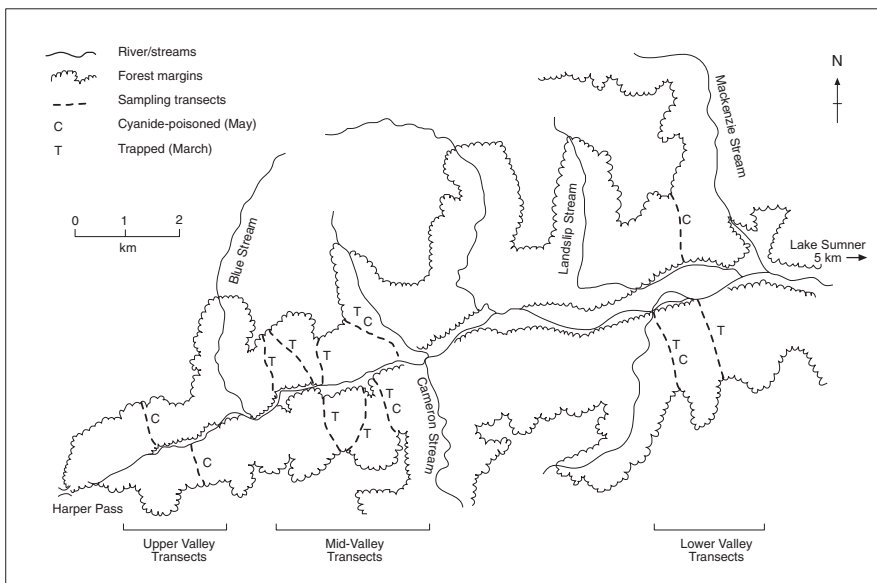 River/streams
Forest margins
Sampling transects
C Cyanide-poisoned (May)
T Trapped (March)
0 1 2
km
N
Mackenzie Stream
Lake Sumner
5 km
Landslip Stream
Blue Stream
C
T
C
T
T
T
T
T
C
T
C
T
T
C
T
C
C
Cameron Stream
Harper Pass
Upper Valley
Transects
Mid-Valley
Transects
Lower Valley
Transects